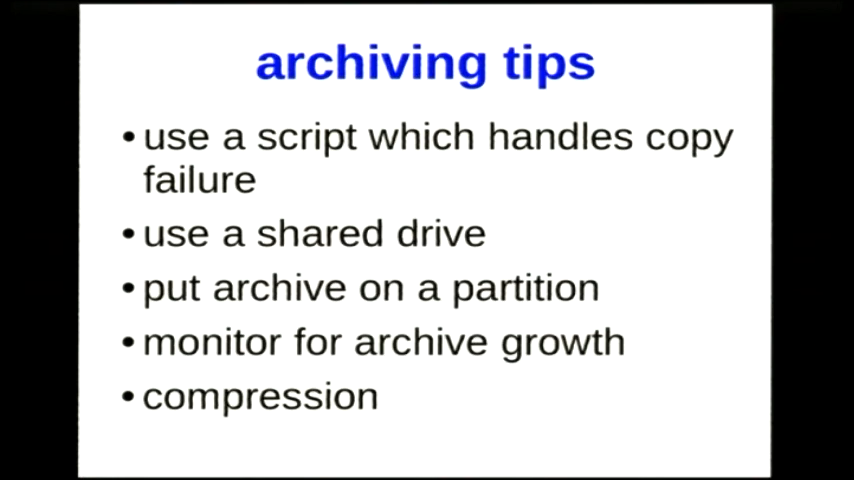 archiving tips
• use a script which handles copy
failure
• use a shared drive
• put archive on a partition
• monitor for archive growth
• compression